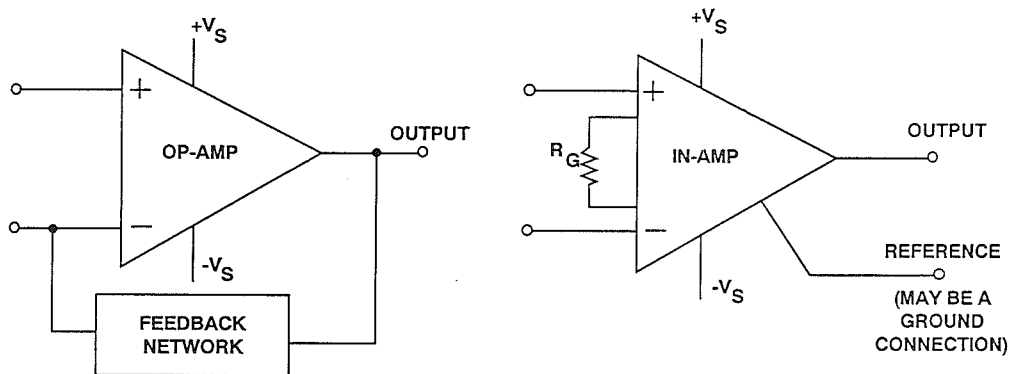 +VS
+
OP-AMP
OUTPUT
−
-VS
FEEDBACK
NETWORK
+VS
+
RG
IN-AMP
OUTPUT
−
-VS
REFERENCE
(MAY BE A
GROUND
CONNECTION)